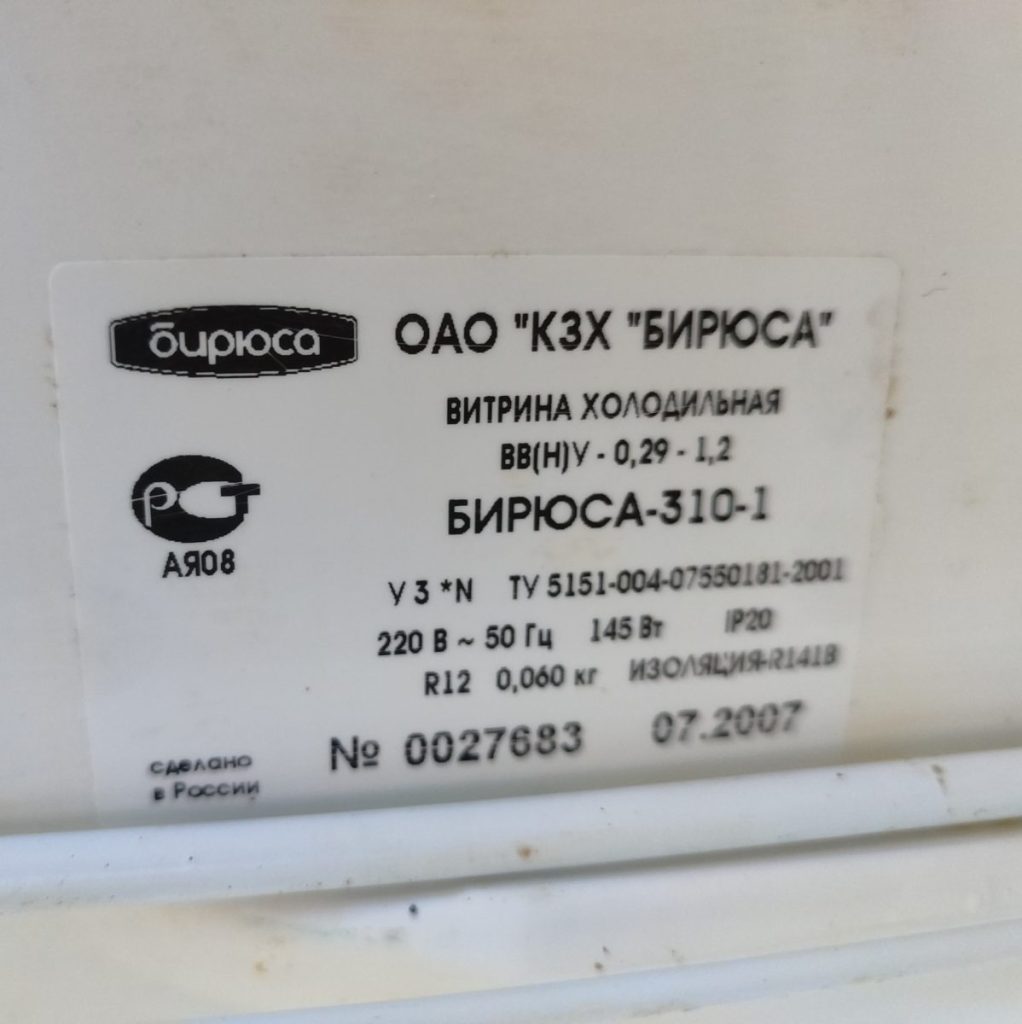 бирюса
ОАО "КЗХ "БИРЮСА"
ВИТРИНА ХОЛОДИЛЬНАЯ
ВВ(Н)У - 0,29 - 1,2
БИРЮСА-310-1
РСТ
АЯ08
У 3 *N ТУ 5151-004-07550181-2001
220 В ~ 50 Гц 145 Вт IP20
R12 0,060 кг ИЗОЛЯЦИЯ-R141B
№ 0027683 07.2007
сделано
в России